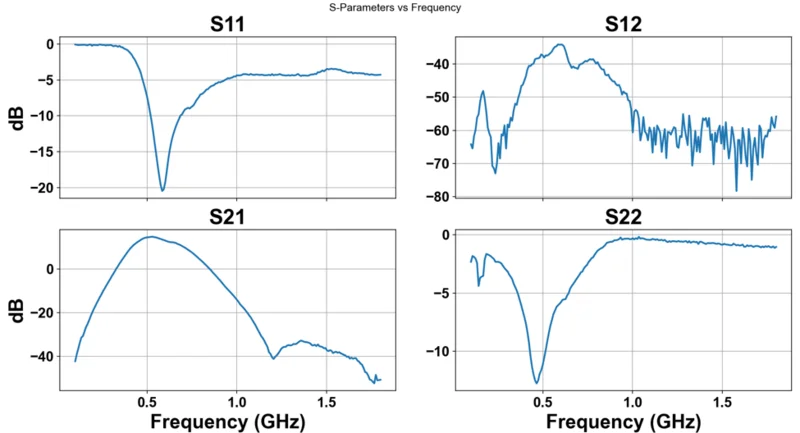 S-Parameters vs Frequency
S11
S12
dB
0
−5
−10
−15
−20
−40
−50
−60
−70
−80
S21
S22
dB
0
−20
−40
0
−5
−10
0.5 1.0 1.5
0.5 1.0 1.5
Frequency (GHz)
Frequency (GHz)